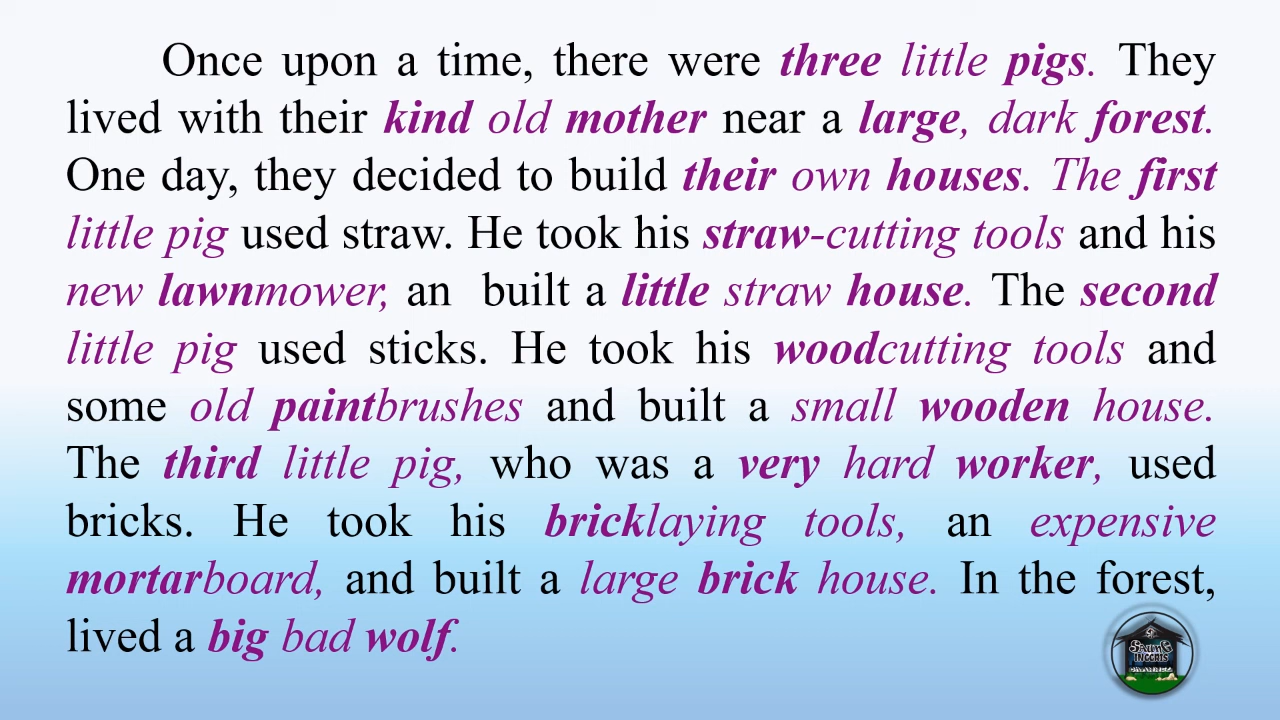 Once upon a time, there were three little pigs. They
lived with their kind old mother near a large, dark forest.
One day, they decided to build their own houses. The first
little pig used straw. He took his straw-cutting tools and his
new lawnmower, an  built a little straw house. The second
little pig used sticks. He took his woodcutting tools and
some old paintbrushes and built a small wooden house.
The third little pig, who was a very hard worker, used
bricks. He took his bricklaying tools, an expensive
mortarboard, and built a large brick house. In the forest,
lived a big bad wolf.
SAUNG
INGGRIS